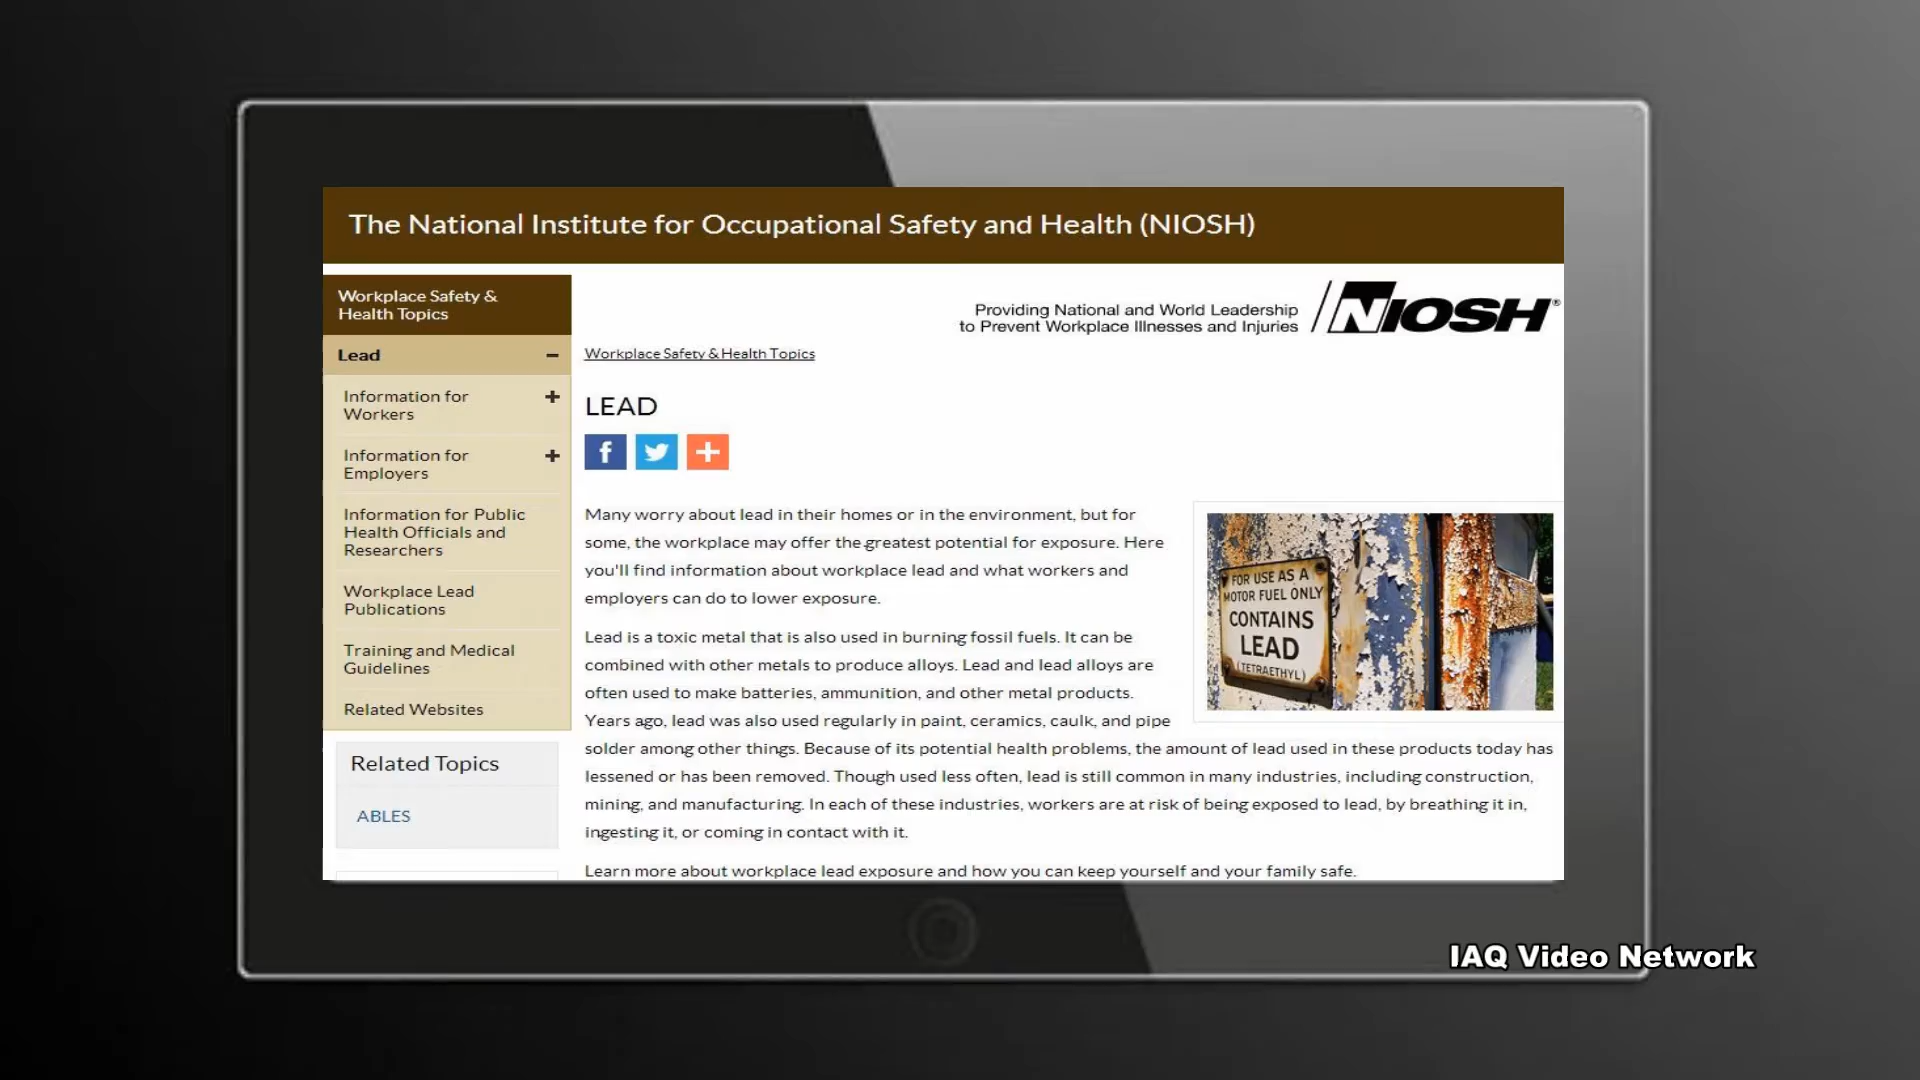 The National Institute for Occupational Safety and Health (NIOSH)
Workplace Safety &
Health Topics
Lead
Information for
Workers
Information for
Employers
Information for Public
Health Officials and
Researchers
Workplace Lead
Publications
Training and Medical
Guidelines
Related Websites
Related Topics
ABLES
Providing National and World Leadership
to Prevent Workplace Illnesses and Injuries
NIOSH®
Workplace Safety & Health Topics
LEAD
Many worry about lead in their homes or in the environment, but for
some, the workplace may offer the greatest potential for exposure. Here
you'll find information about workplace lead and what workers and
employers can do to lower exposure.
FOR USE AS A
MOTOR FUEL ONLY
CONTAINS
LEAD
(TETRAETHYL)
Lead is a toxic metal that is also used in burning fossil fuels. It can be
combined with other metals to produce alloys. Lead and lead alloys are
often used to make batteries, ammunition, and other metal products.
Years ago, lead was also used regularly in paint, ceramics, caulk, and pipe
solder among other things. Because of its potential health problems, the amount of lead used in these products today has
lessened or has been removed. Though used less often, lead is still common in many industries, including construction,
mining, and manufacturing. In each of these industries, workers are at risk of being exposed to lead, by breathing it in,
ingesting it, or coming in contact with it.
Learn more about workplace lead exposure and how you can keep yourself and your family safe.
IAQ Video Network